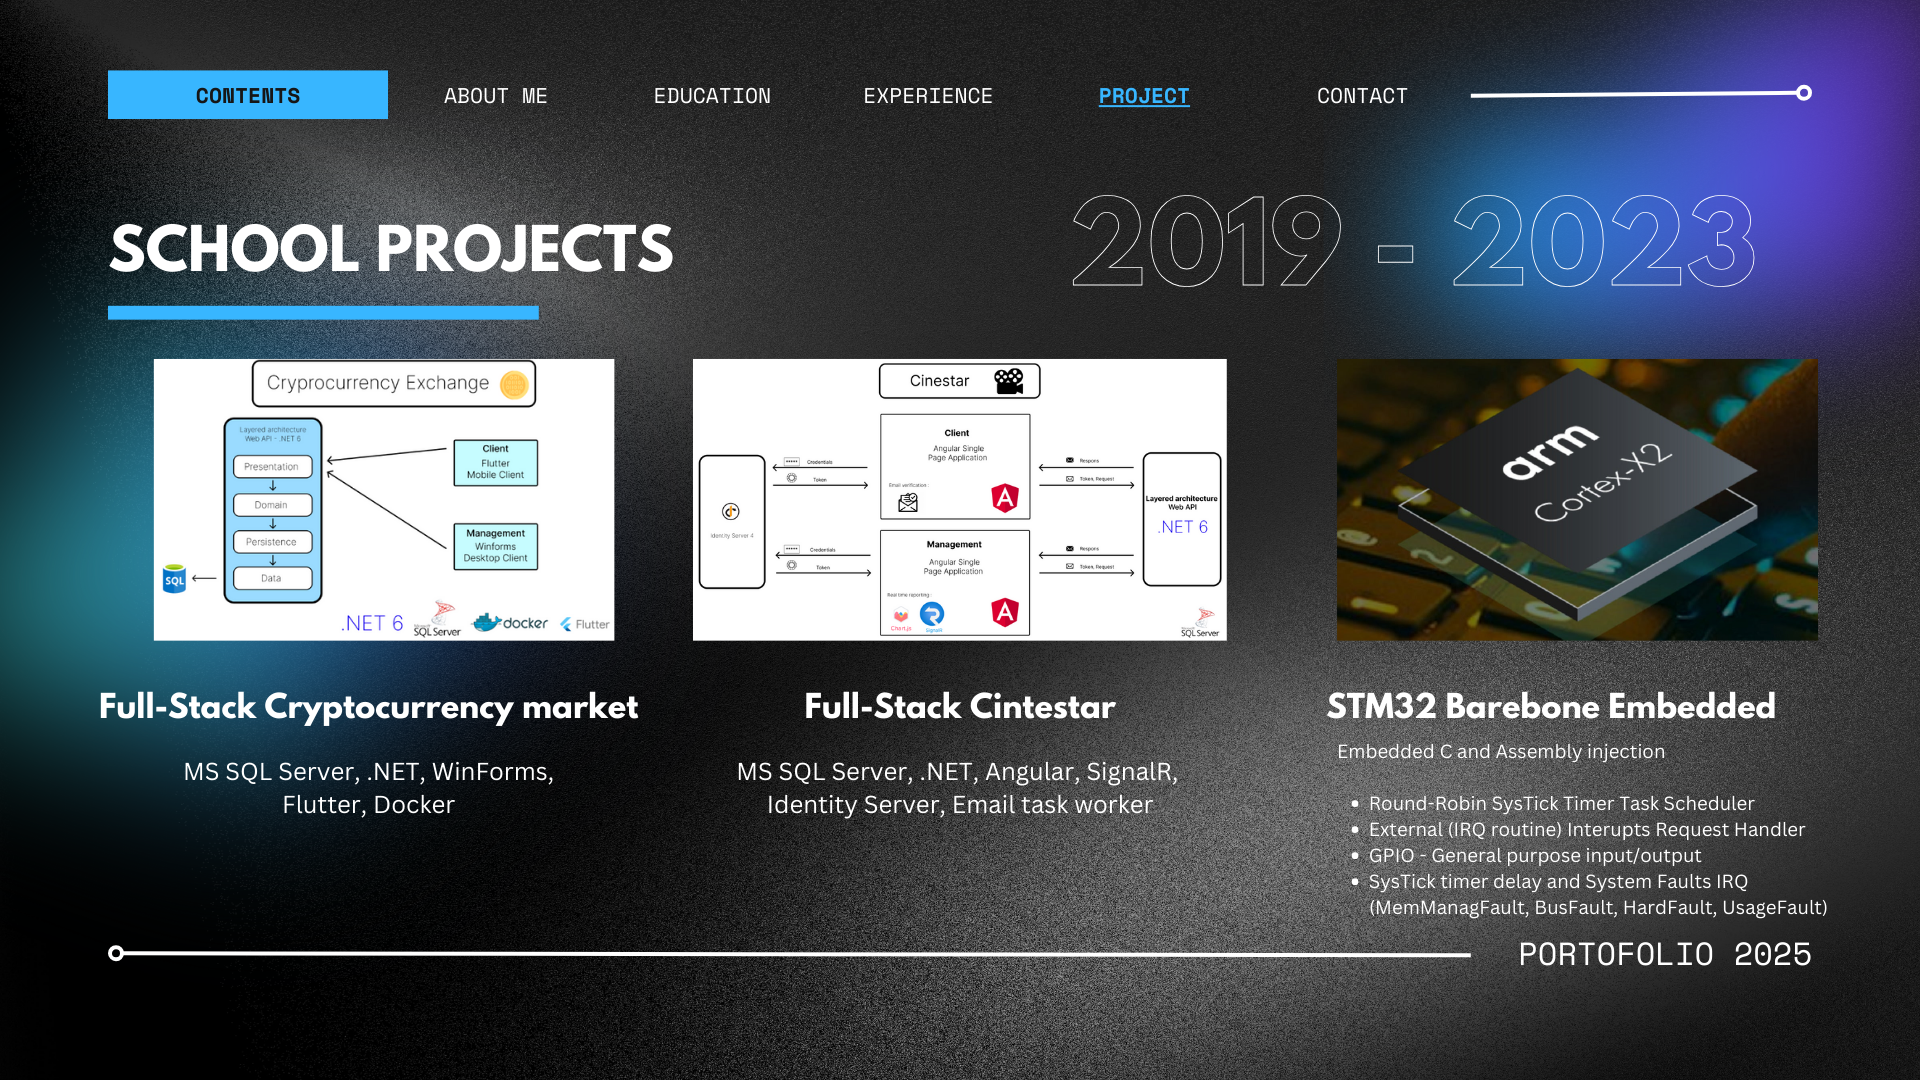 CONTENTS
ABOUT ME
EDUCATION
EXPERIENCE
PROJECT
CONTACT
SCHOOL PROJECTS
2019 - 2023
Cryprocurrency Exchange
Layered architecture
Web API - .NET 6
Presentation
Domain
Persistence
Data
SQL
Client
Flutter
Mobile Client
Management
Winforms
Desktop Client
.NET 6
Microsoft
SQL Server
docker
Flutter
Cinestar
Identity Server 4
Credentials
Token
Client
Angular Single
Page Application
Email verification :
Respons
Token, Request
Layered architecture
Web API
.NET 6
Credentials
Token
Management
Angular Single
Page Application
Real time reporting :
Chart.js
SignalR
Respons
Token, Request
Microsoft
SQL Server
arm
Cortex-X2
Full-Stack Cryptocurrency market
MS SQL Server, .NET, WinForms,
Flutter, Docker
Full-Stack Cintestar
MS SQL Server, .NET, Angular, SignalR,
Identity Server, Email task worker
STM32 Barebone Embedded
Embedded C and Assembly injection
• Round-Robin SysTick Timer Task Scheduler
• External (IRQ routine) Interupts Request Handler
• GPIO - General purpose input/output
• SysTick timer delay and System Faults IRQ
(MemManagFault, BusFault, HardFault, UsageFault)
PORTOFOLIO 2025